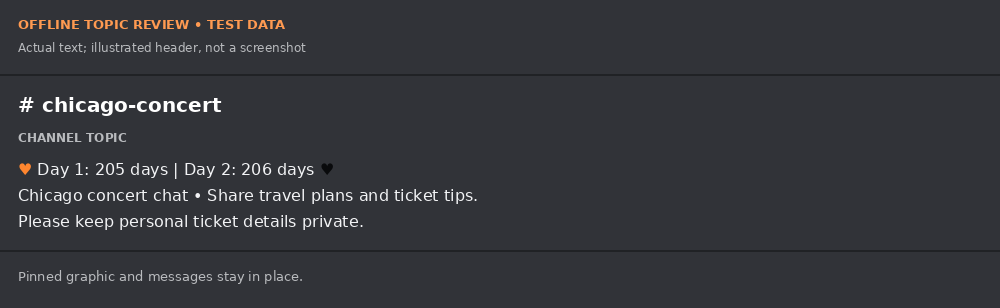 OFFLINE TOPIC REVIEW • TEST DATA
Actual text; illustrated header, not a screenshot
# chicago-concert
CHANNEL TOPIC
♥ Day 1: 205 days | Day 2: 206 days ♥
Chicago concert chat • Share travel plans and ticket tips.
Please keep personal ticket details private.
Pinned graphic and messages stay in place.